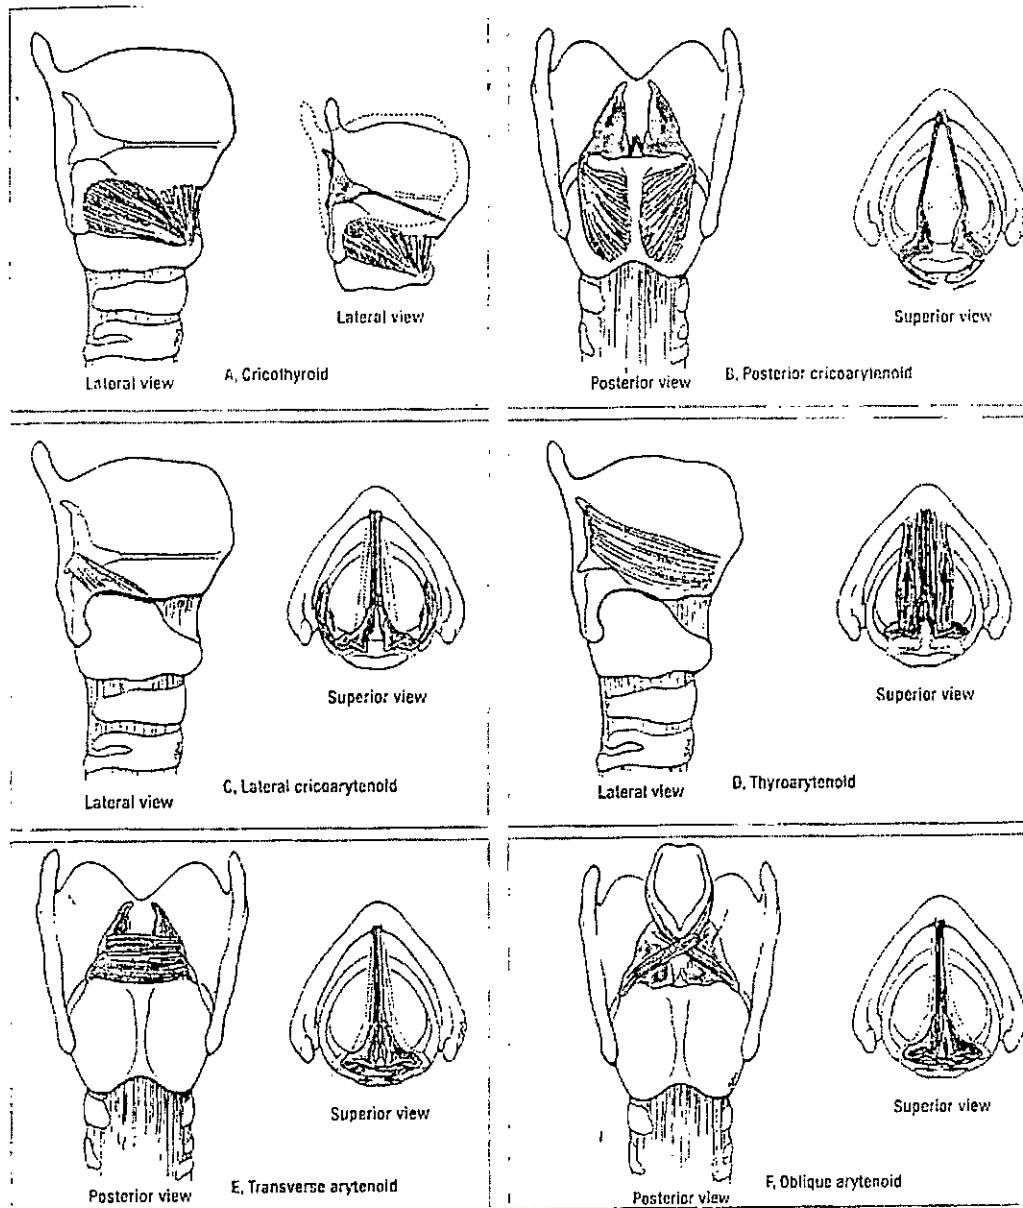 Lateral view
Lateral view
A, Cricothyroid
Posterior view
Superior view
B, Posterior cricoarytenoid
Lateral view
Superior view
C, Lateral cricoarytenoid
Lateral view
Superior view
D, Thyroarytenoid
Posterior view
Superior view
E, Transverse arytenoid
Posterior view
Superior view
F, Oblique arytenoid